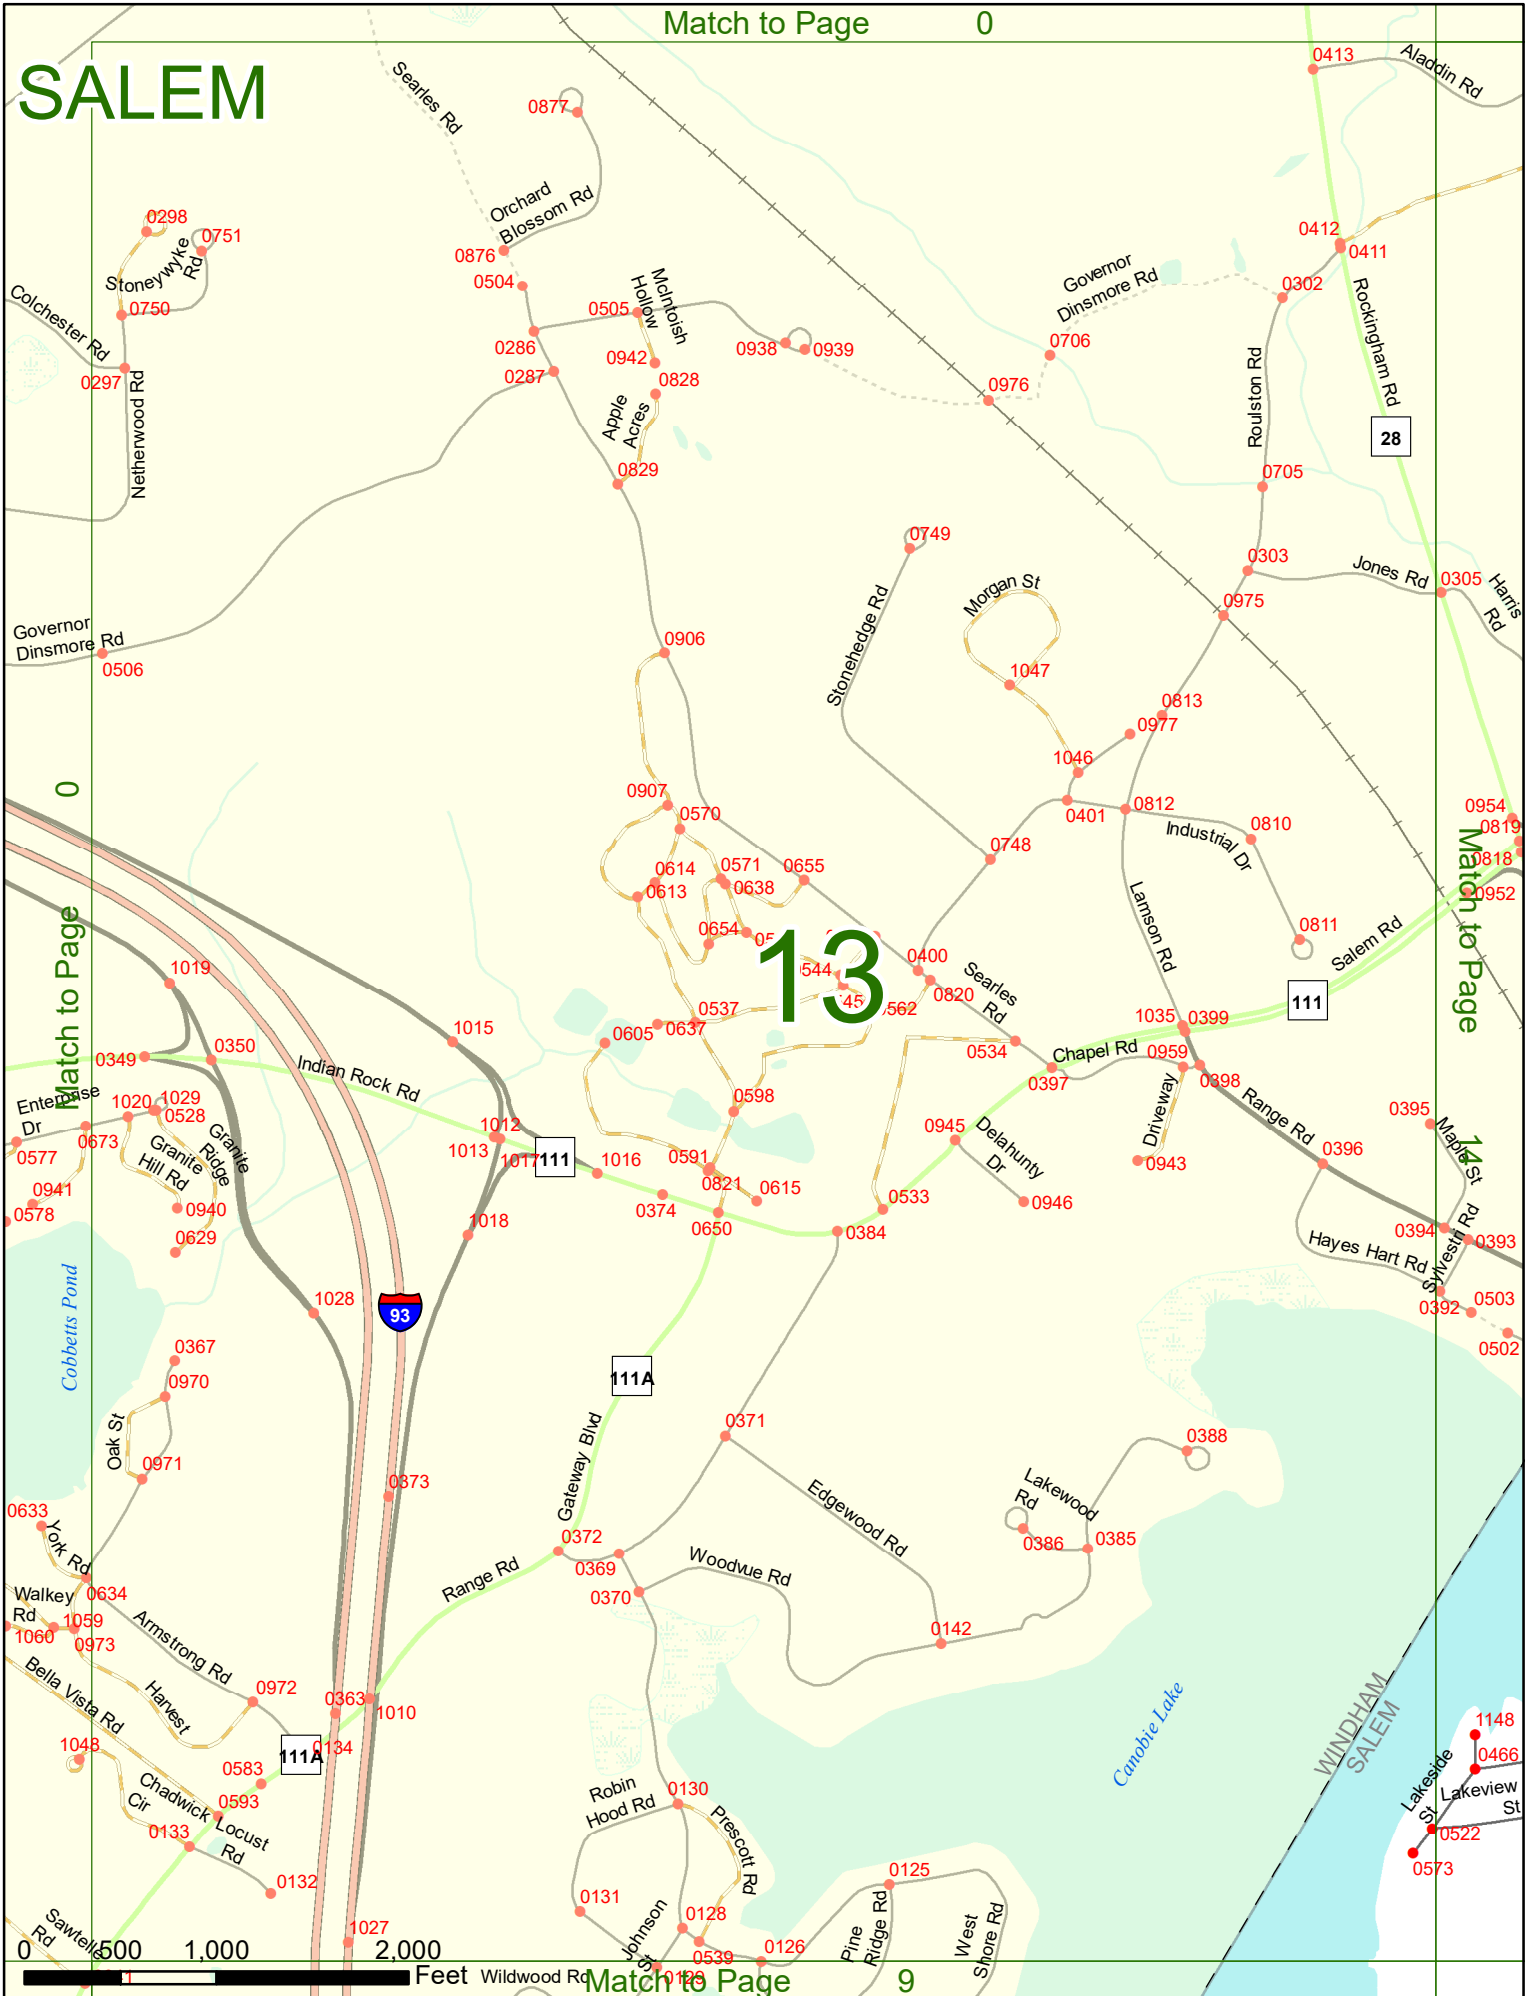 Match to Page 0
SALEM
0413
Aladdin Rd
Searles Rd
0877
0412
0411
0298
0751
Stoneywyke
Rd
0750
Orchard
Blossom Rd
0876
0504
Governor
Dinsmore Rd
0302
Colchester Rd
0297
Netherwood Rd
0505
McIntoish
Hollow
0286
0287
0942
0828
0938
0939
0706
0976
Apple
Acres
0829
Roulston Rd
Rockingham Rd
28
0705
0749
0303
Jones Rd
0305
Harris
Rd
0975
Morgan St
Governor
Dinsmore Rd
0506
0906
Stonehedge Rd
1047
0813
0977
1046
0401
0812
0810
Industrial Dr
0
Match to Page
0907
0570
0614
0613
0571
0638
0655
0748
0954
0819
0818
0952
Match to Page
14
0654
13
0544
0562
0400
0820
Searles
Rd
Lamson Rd
0811
Salem Rd
111
1019
1015
0349
0350
Indian Rock Rd
0605
0637
0537
0534
Chapel Rd
0397
1035
0399
0959
0398
Range Rd
Driveway
0943
0396
0395
Maple St
0394
0393
Sylvestri Rd
Hayes Hart Rd
0392
0503
0502
Enterprise
Dr
0577
0673
1020
1029
0528
Granite
Ridge
Granite
Hill Rd
0941
0578
0940
0629
1012
1013
1017
111
1016
0598
0591
0821
0615
0374
0650
0384
0533
0945
Delahunty
Dr
0946
1018
1028
93
Cobbetts Pond
0367
0970
Oak St
0971
111A
Gateway Blvd
0371
0373
0372
0369
0370
Edgewood Rd
Woodvue Rd
Lakewood
Rd
0388
0386
0385
0142
0633
York Rd
0634
Walkey
Rd
1060
1059
0973
Armstrong Rd
Range Rd
Bella Vista Rd
Harvest
0972
0363
1010
0134
111A
1048
0583
0593
Chadwick
Cir
0133
Locust
Rd
0132
Canobie Lake
WINDHAM
SALEM
1148
0466
Lakeside
St
Lakeview
St
0522
0573
Robin
Hood Rd
0130
Prescott Rd
0131
Johnson
St
0128
0539
0129
0126
0125
Pine
Ridge Rd
West
Shore Rd
1027
Sawtelle
Rd
0 500 1,000 2,000
Feet
Wildwood Rd
Match to Page 9